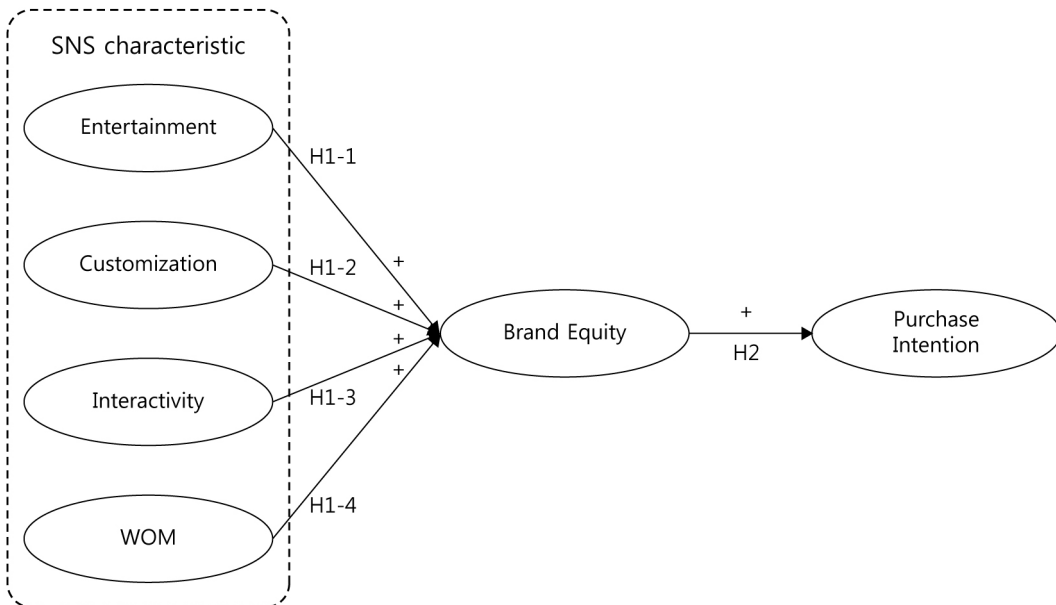 SNS characteristic
Entertainment
H1-1
+
Customization
H1-2
+
Interactivity
H1-3
+
WOM
H1-4
+
Brand Equity
+
H2
Purchase
Intention